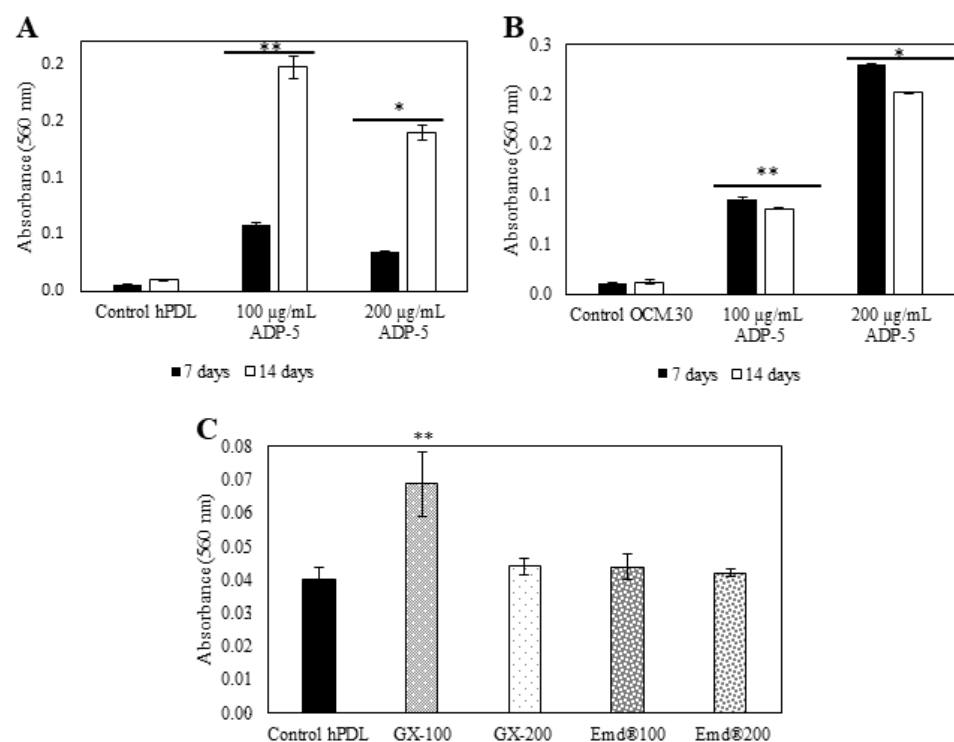 A
Absorbance (560 nm)
0.2
0.2
0.1
0.1
0.0
**
*
Control hPDL
100 µg/mL
ADP-5
200 µg/mL
ADP-5
7 days
14 days
B
Absorbance (560 nm)
0.3
0.2
0.2
0.1
0.1
0.0
**
*
Control OCM30
100 µg/mL
ADP-5
200 µg/mL
ADP-5
7 days
14 days
C
Absorbance (560 nm)
0.08
0.07
0.06
0.05
0.04
0.03
0.02
0.01
0.00
**
Control hPDL
GX-100
GX-200
Emd®100
Emd®200